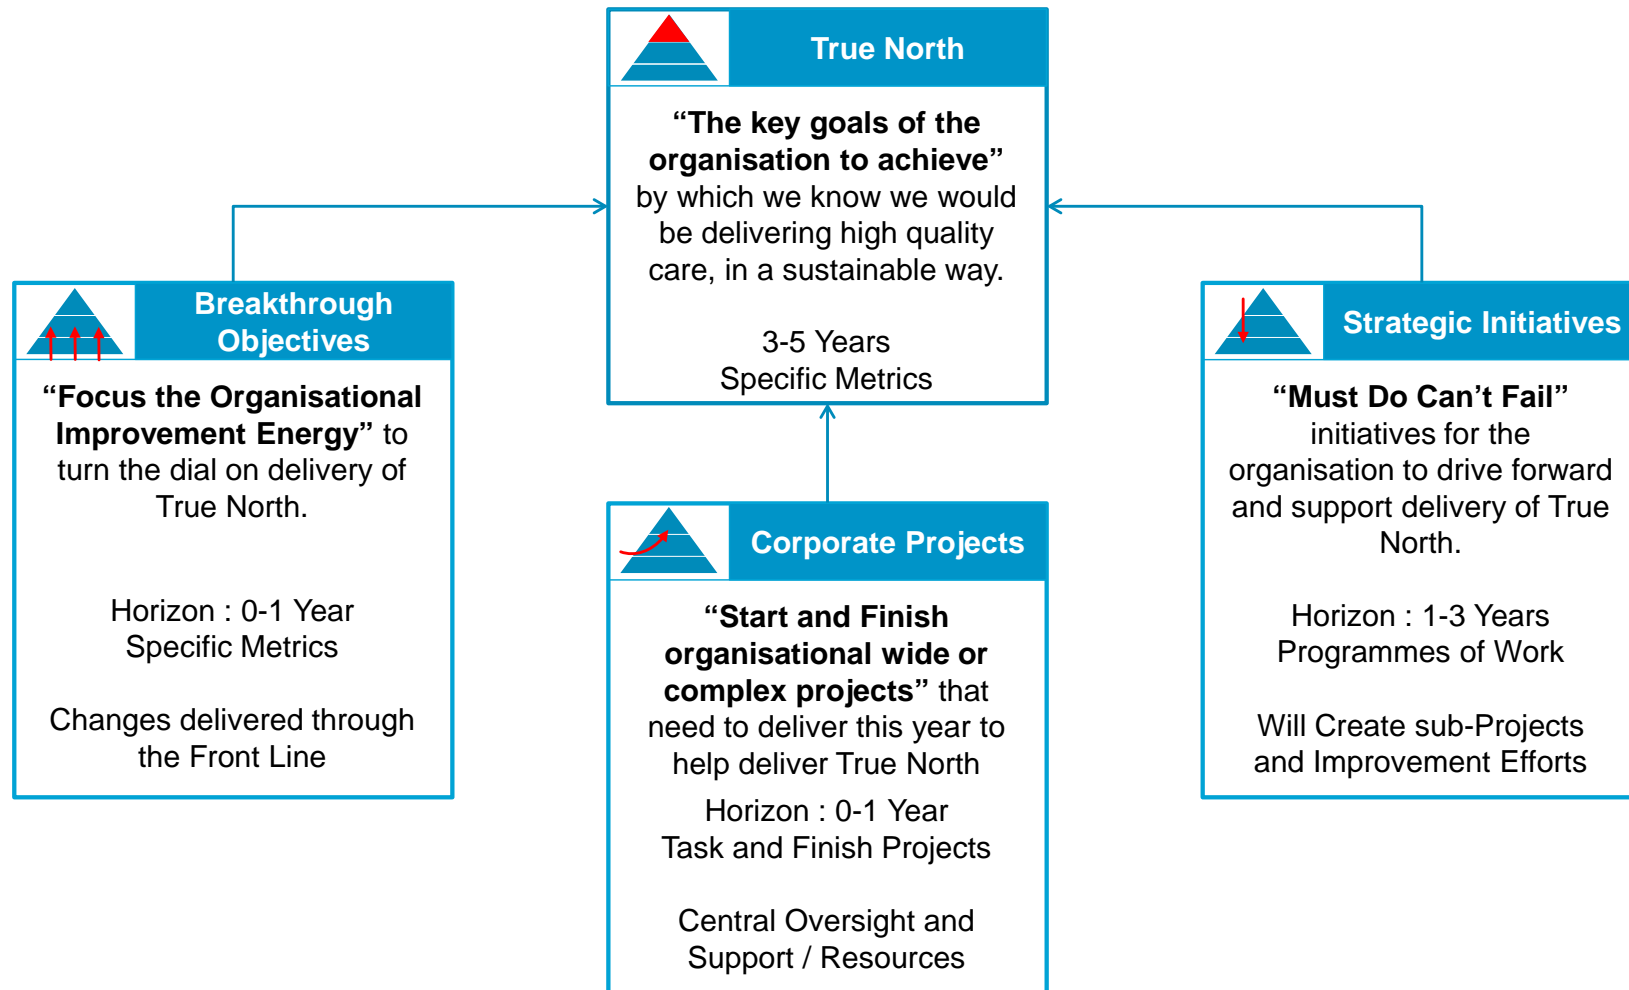 True North
“The key goals of the
organisation to achieve”
by which we know we would
be delivering high quality
care, in a sustainable way.
3-5 Years
Specific Metrics
Breakthrough
Objectives
“Focus the Organisational
Improvement Energy” to
turn the dial on delivery of
True North.
Horizon : 0-1 Year
Specific Metrics
Changes delivered through
the Front Line
Corporate Projects
“Start and Finish
organisational wide or
complex projects” that
need to deliver this year to
help deliver True North
Horizon : 0-1 Year
Task and Finish Projects
Central Oversight and
Support / Resources
Strategic Initiatives
“Must Do Can’t Fail”
initiatives for the
organisation to drive forward
and support delivery of True
North.
Horizon : 1-3 Years
Programmes of Work
Will Create sub-Projects
and Improvement Efforts